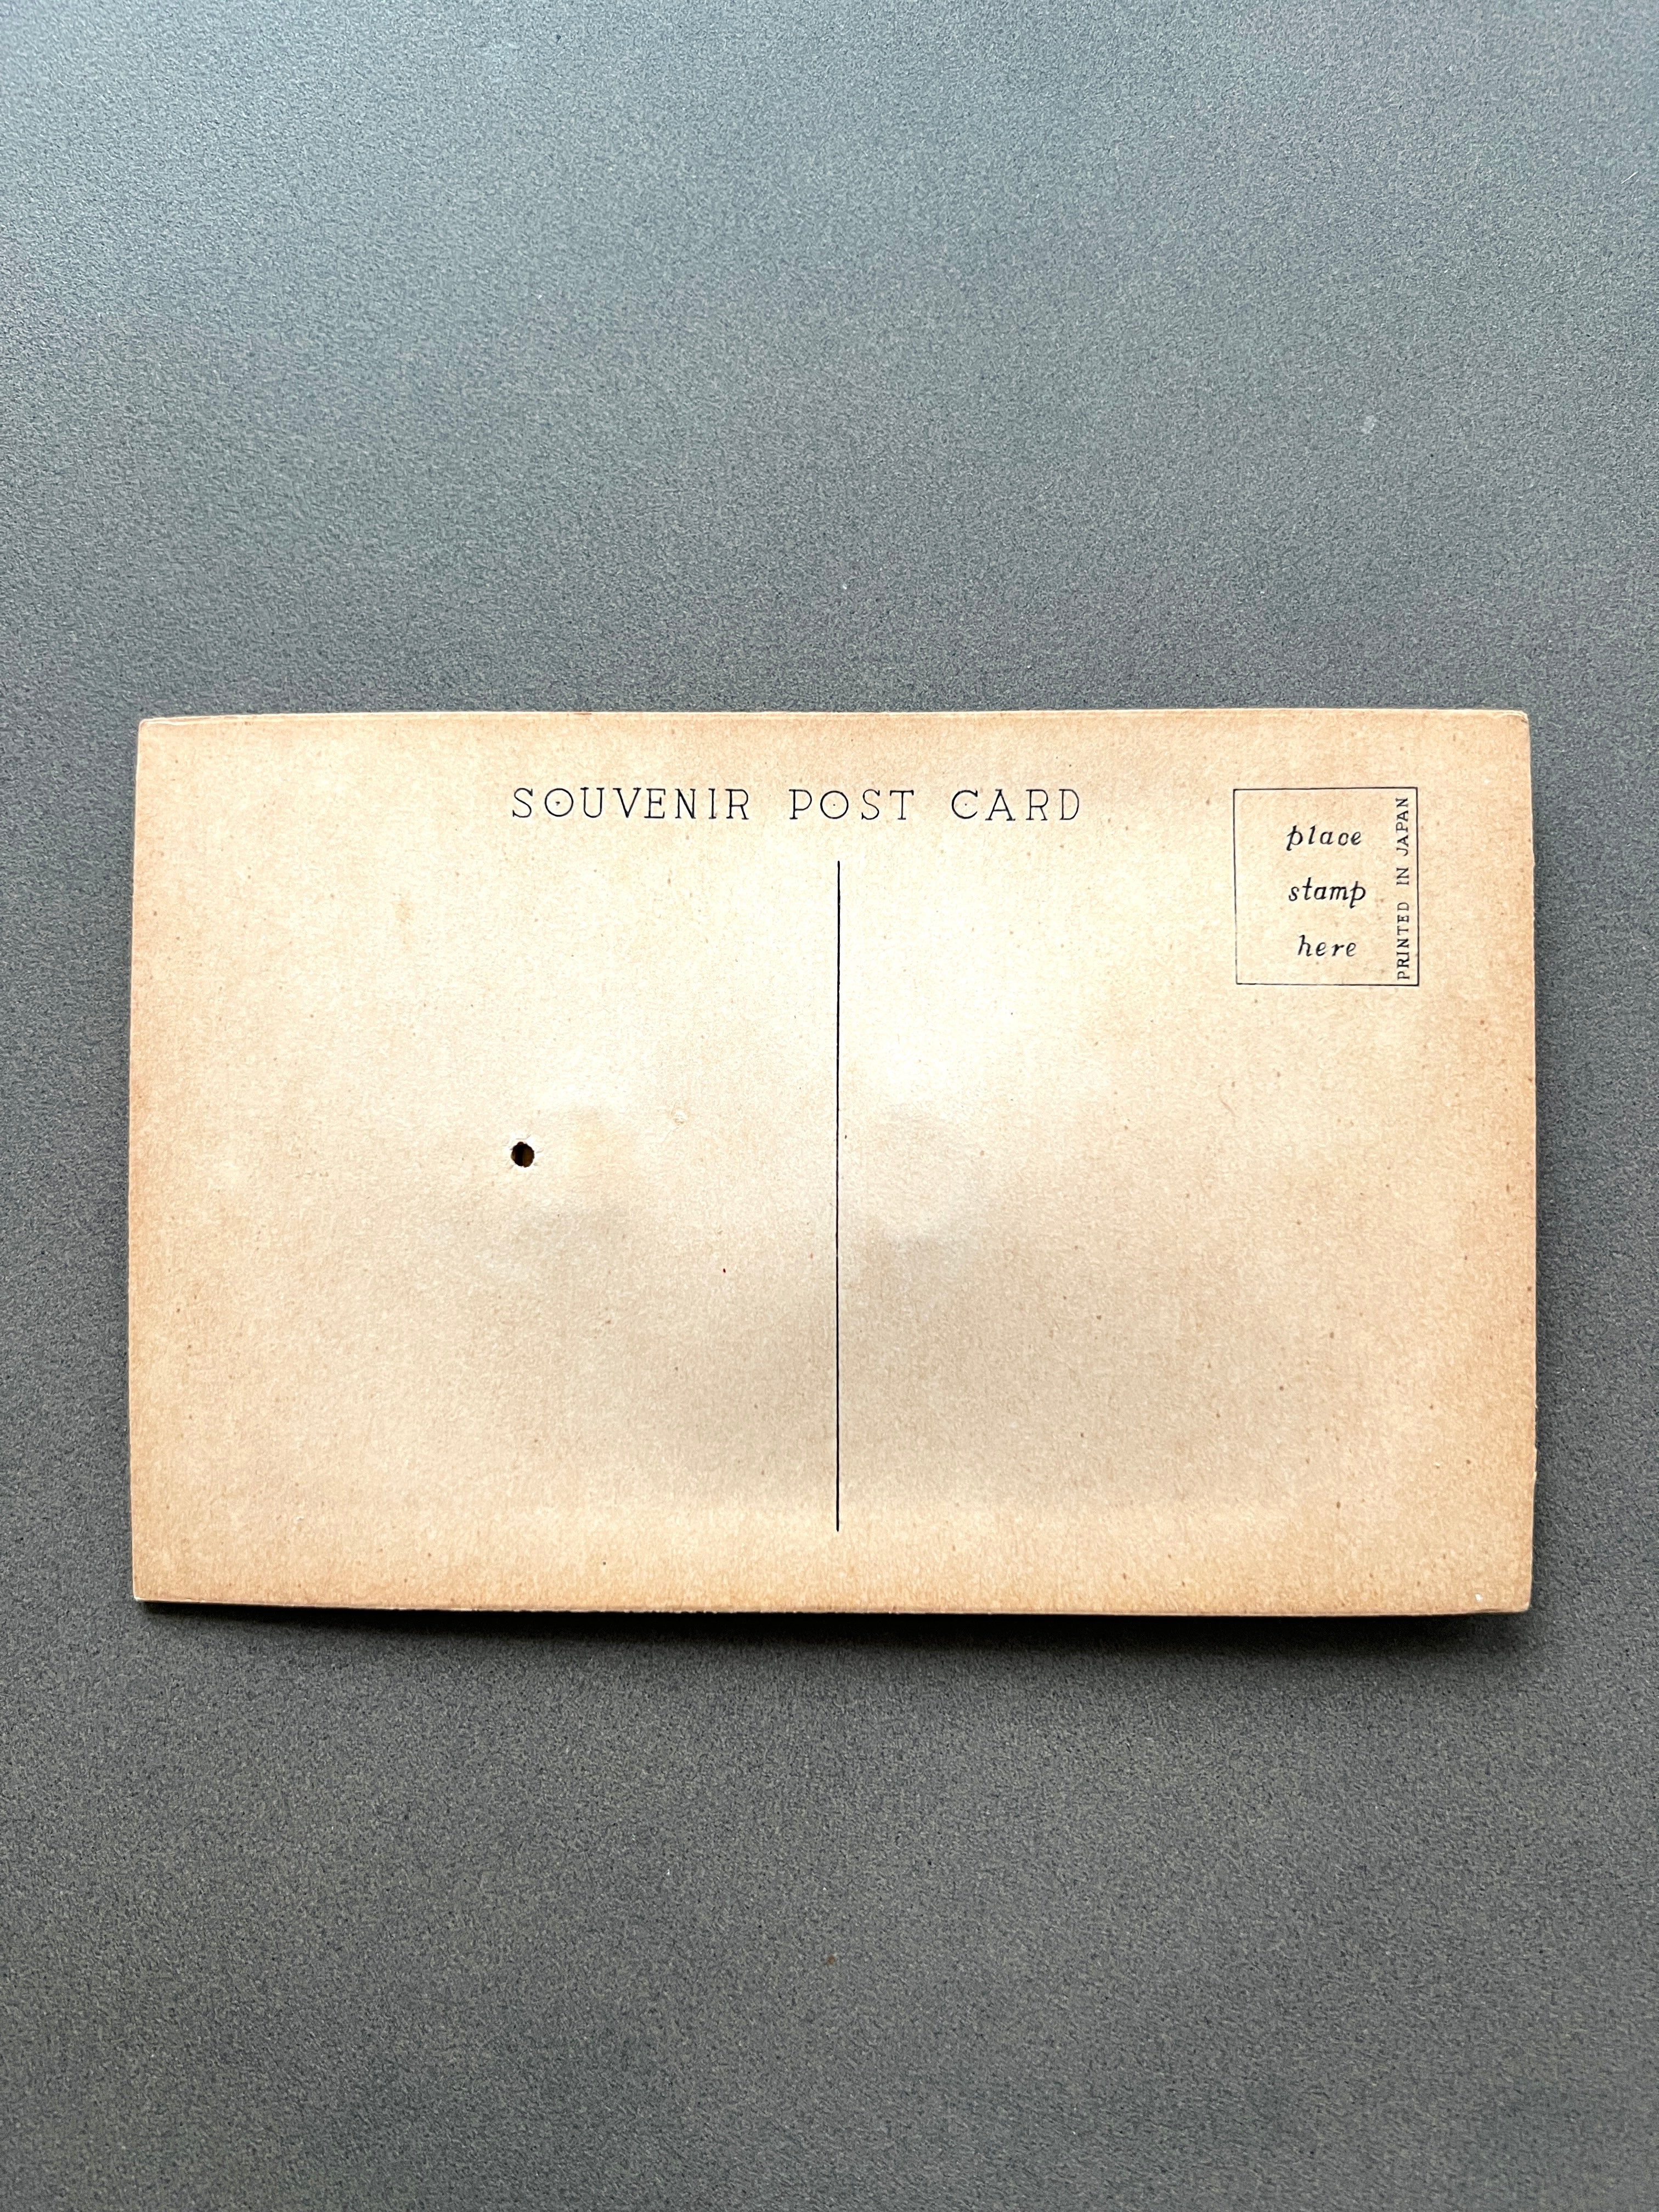 SOUVENIR POST CARD
place
stamp
here
PRINTED IN JAPAN